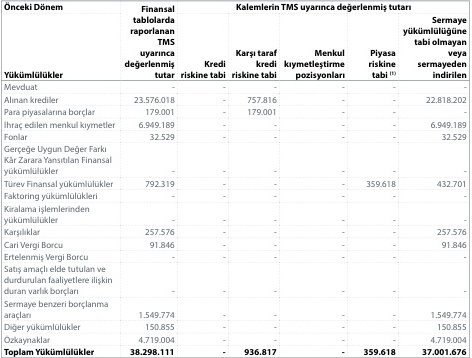 Önceki Dönem Finansal tablolarda raporlanan TMS uyarınca değerlenmiş tutar Kalemlerin TMS uyarınca değerlenmiş tutarı
Yükümlülükler Kredi riskine tabi Karşı taraf kredi riskine tabi Menkul kıymetleştirme pozisyonları Piyasa riskine tabi (1) Sermaye yükümlülüğüne tabi olmayan veya sermayeden indirilen
Mevduat - - - - - -
Alınan krediler 23.576.018 - 757.816 - - 22.818.202
Para piyasalarına borçlar 179.001 - 179.001 - - -
İhraç edilen menkul kıymetler 6.949.189 - - - - 6.949.189
Fonlar 32.529 - - - - 32.529
Gerçeğe Uygun Değer Farkı
Kâr Zarara Yansıtılan Finansal
yükümlülükler - - - - - -
Türev Finansal yükümlülükler 792.319 - - - 359.618 432.701
Faktoring yükümlülükleri - - - - - -
Kiralama işlemlerinden
yükümlülükler - - - - - -
Karşılıklar 257.576 - - - - 257.576
Cari Vergi Borcu 91.846 - - - - 91.846
Ertelenmiş Vergi Borcu - - - - - -
Satış amaçlı elde tutulan ve
durdurulan faaliyetlere ilişkin
duran varlık borçları - - - - - -
Sermaye benzeri borçlanma
araçları 1.549.774 - - - - 1.549.774
Diğer yükümlülükler 150.855 - - - - 150.855
Özkaynaklar 4.719.004 - - - - 4.719.004
Toplam Yükümlülükler 38.298.111 - 936.817 - 359.618 37.001.676